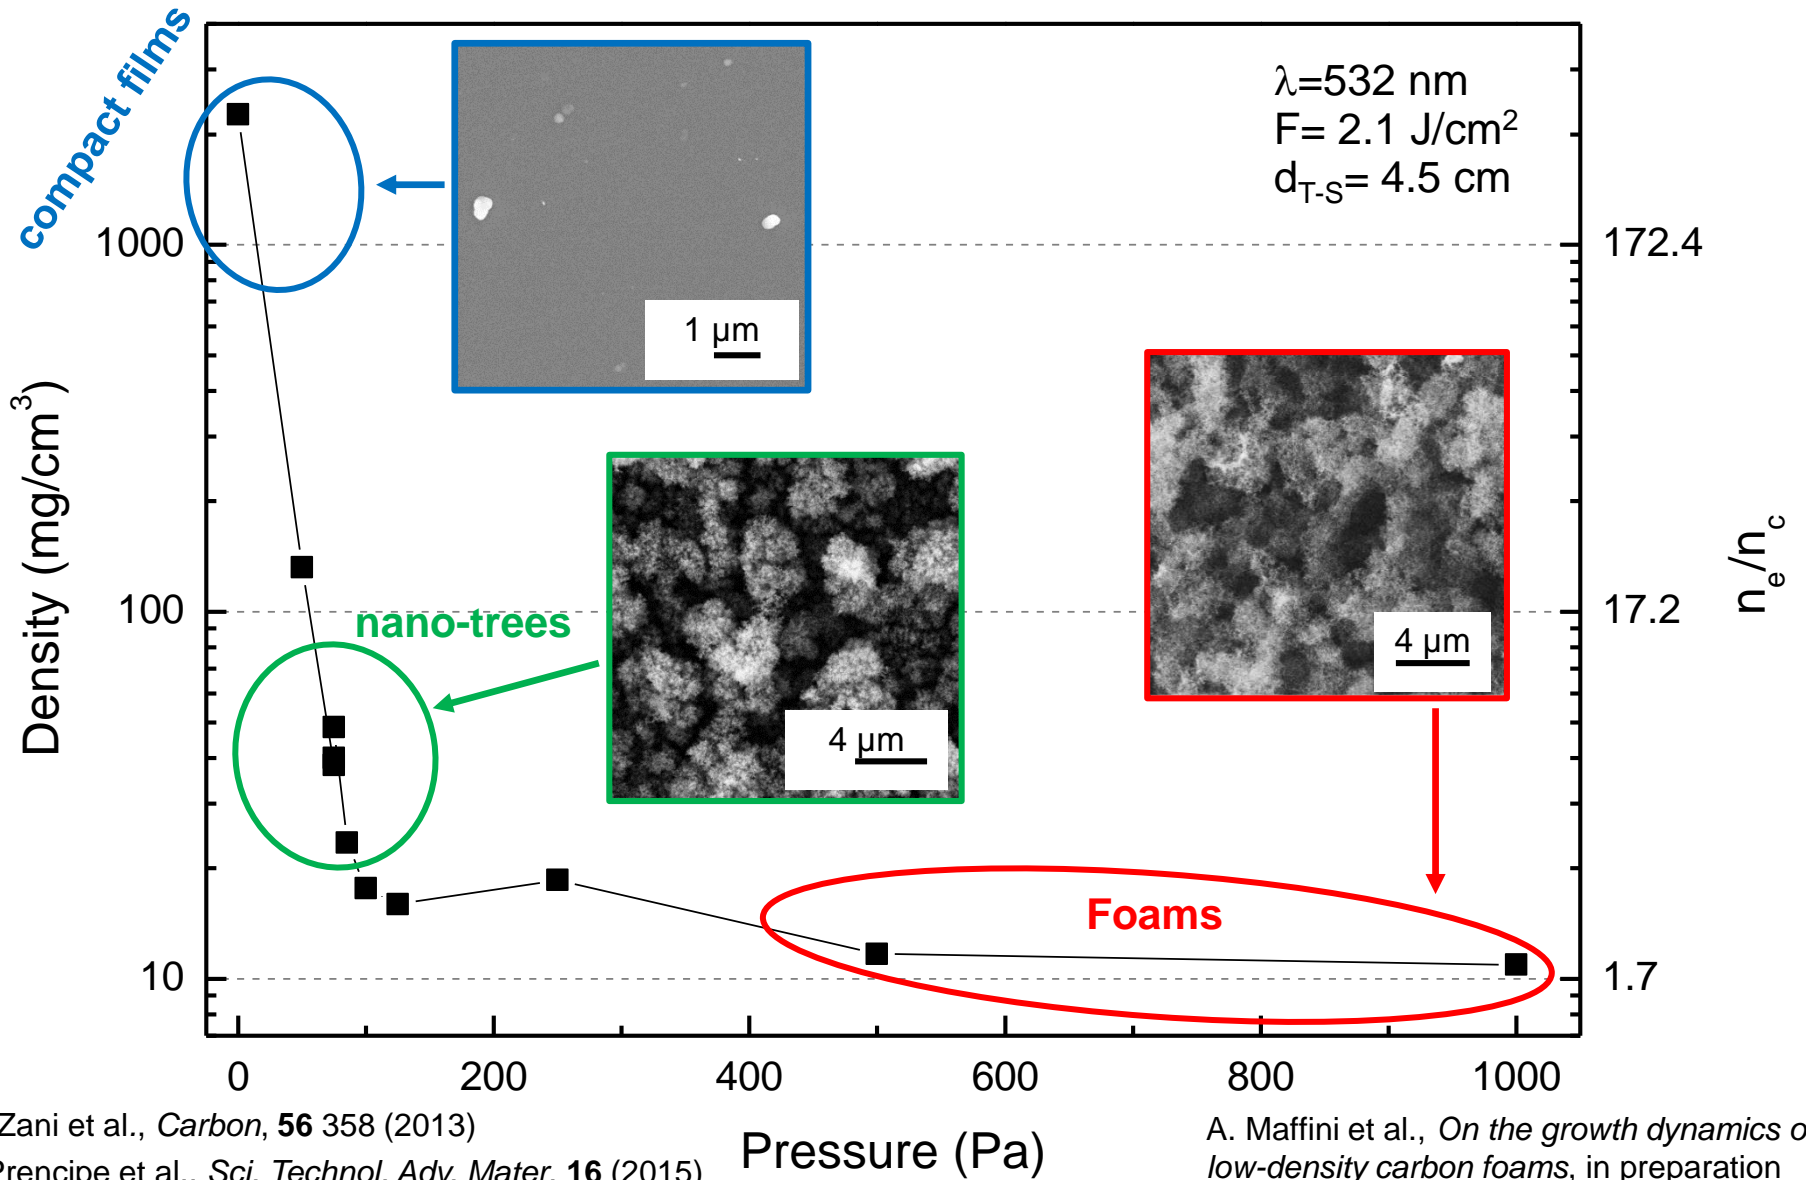 compact films
λ=532 nm
F= 2.1 J/cm²
d_T-S= 4.5 cm
1000
172.4
1 µm
Density (mg/cm³)
n_e/n_c
100
17.2
nano-trees
4 µm
4 µm
Foams
10
1.7
0
200
400
600
800
1000
Pressure (Pa)
Zani et al., Carbon, 56 358 (2013)
Prencipe et al., Sci. Technol. Adv. Mater. 16 (2015)
A. Maffini et al., On the growth dynamics o
low-density carbon foams, in preparation